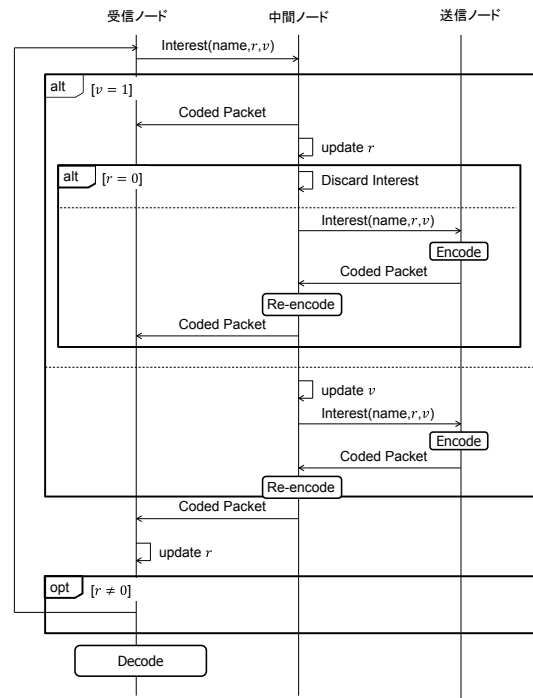 受信ノード 中間ノード 送信ノード
Interest(name,r,v)
alt [v = 1]
Coded Packet
update r
alt [r = 0] Discard Interest
Interest(name,r,v)
Encode
Coded Packet
Re-encode
Coded Packet
update v
Interest(name,r,v)
Encode
Coded Packet
Re-encode
Coded Packet
update r
opt [r ≠ 0]
Decode